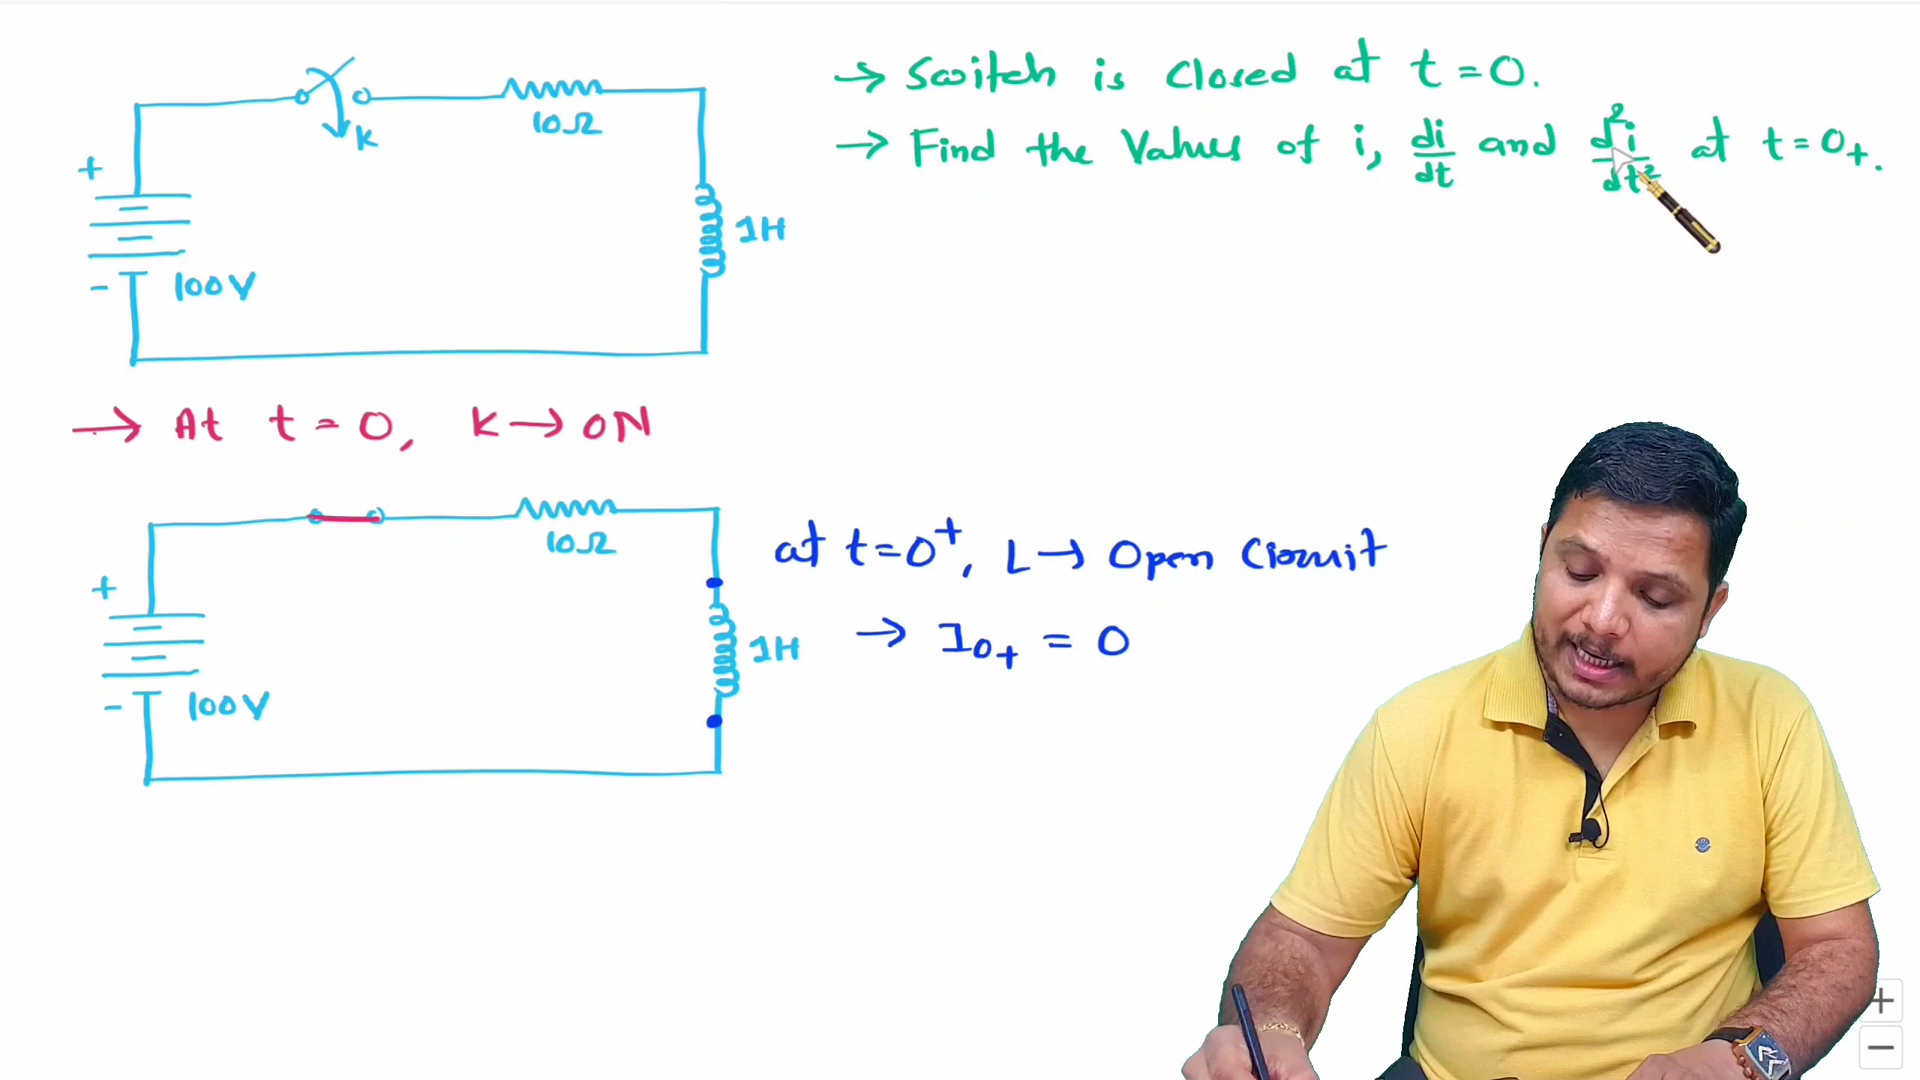 → Switch is Closed at t = 0.
→ Find the Values of i, di/dt and d²i/dt² at t = 0+.
K
10Ω
+
1H
- 100V
→ At t = 0, K → ON
10Ω
at t = 0⁺, L → Open Circuit
+
1H
→ I₀₊ = 0
- 100V